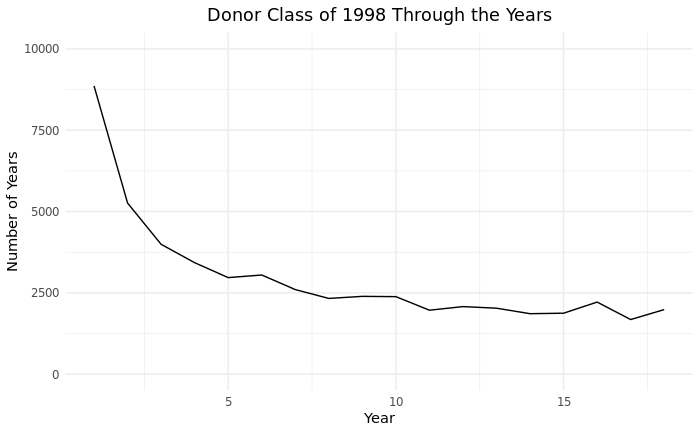 Donor Class of 1998 Through the Years
Number of Years
10000
7500
5000
2500
0
5
10
15
Year